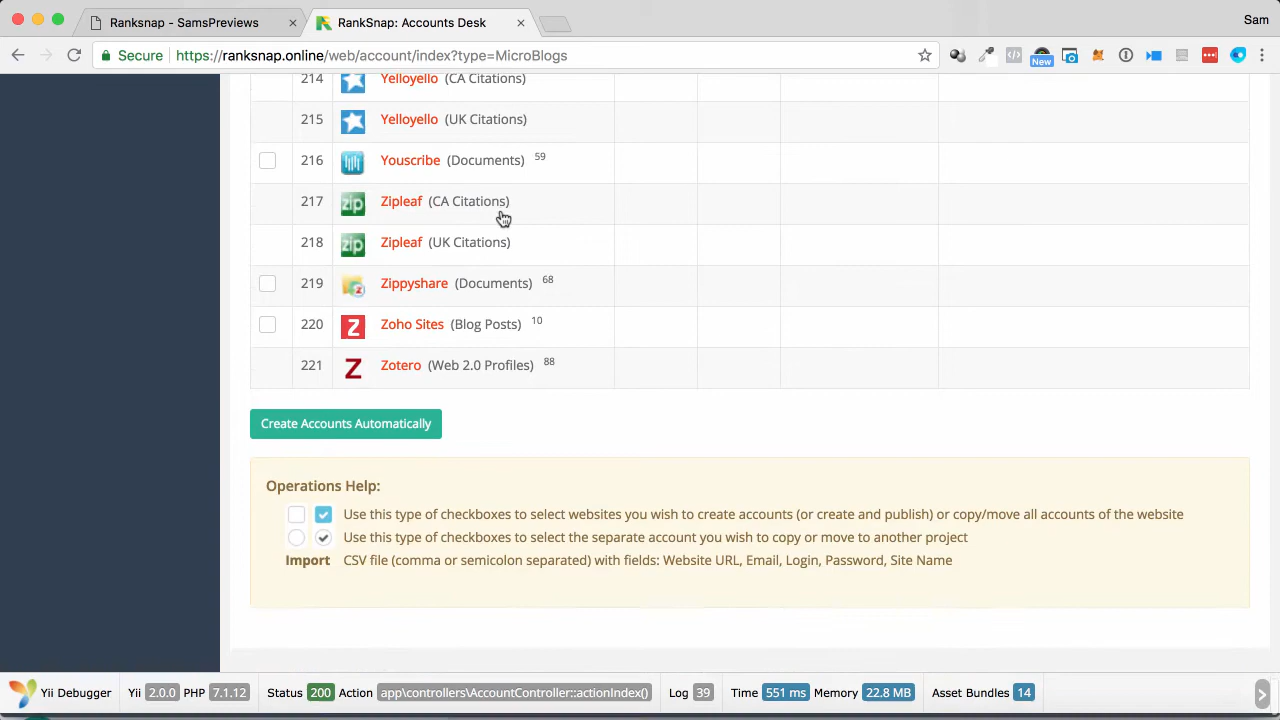 Ranksnap - SamsPreviews
RankSnap: Accounts Desk
Sam
Secure
https://ranksnap.online/web/account/index?type=MicroBlogs
New
214 Yelloyello (CA Citations)
215 Yelloyello (UK Citations)
216 Youscribe (Documents) 59
217 zip Zipleaf (CA Citations)
218 zip Zipleaf (UK Citations)
219 Zippyshare (Documents) 68
220 Z Zoho Sites (Blog Posts) 10
221 Z Zotero (Web 2.0 Profiles) 88
Create Accounts Automatically
Operations Help:
Use this type of checkboxes to select websites you wish to create accounts (or create and publish) or copy/move all accounts of the website
Use this type of checkboxes to select the separate account you wish to copy or move to another project
Import CSV file (comma or semicolon separated) with fields: Website URL, Email, Login, Password, Site Name
Yii Debugger Yii 2.0.0 PHP 7.1.12 Status 200 Action app\controllers\AccountController::actionIndex() Log 39 Time 551 ms Memory 22.8 MB Asset Bundles 14